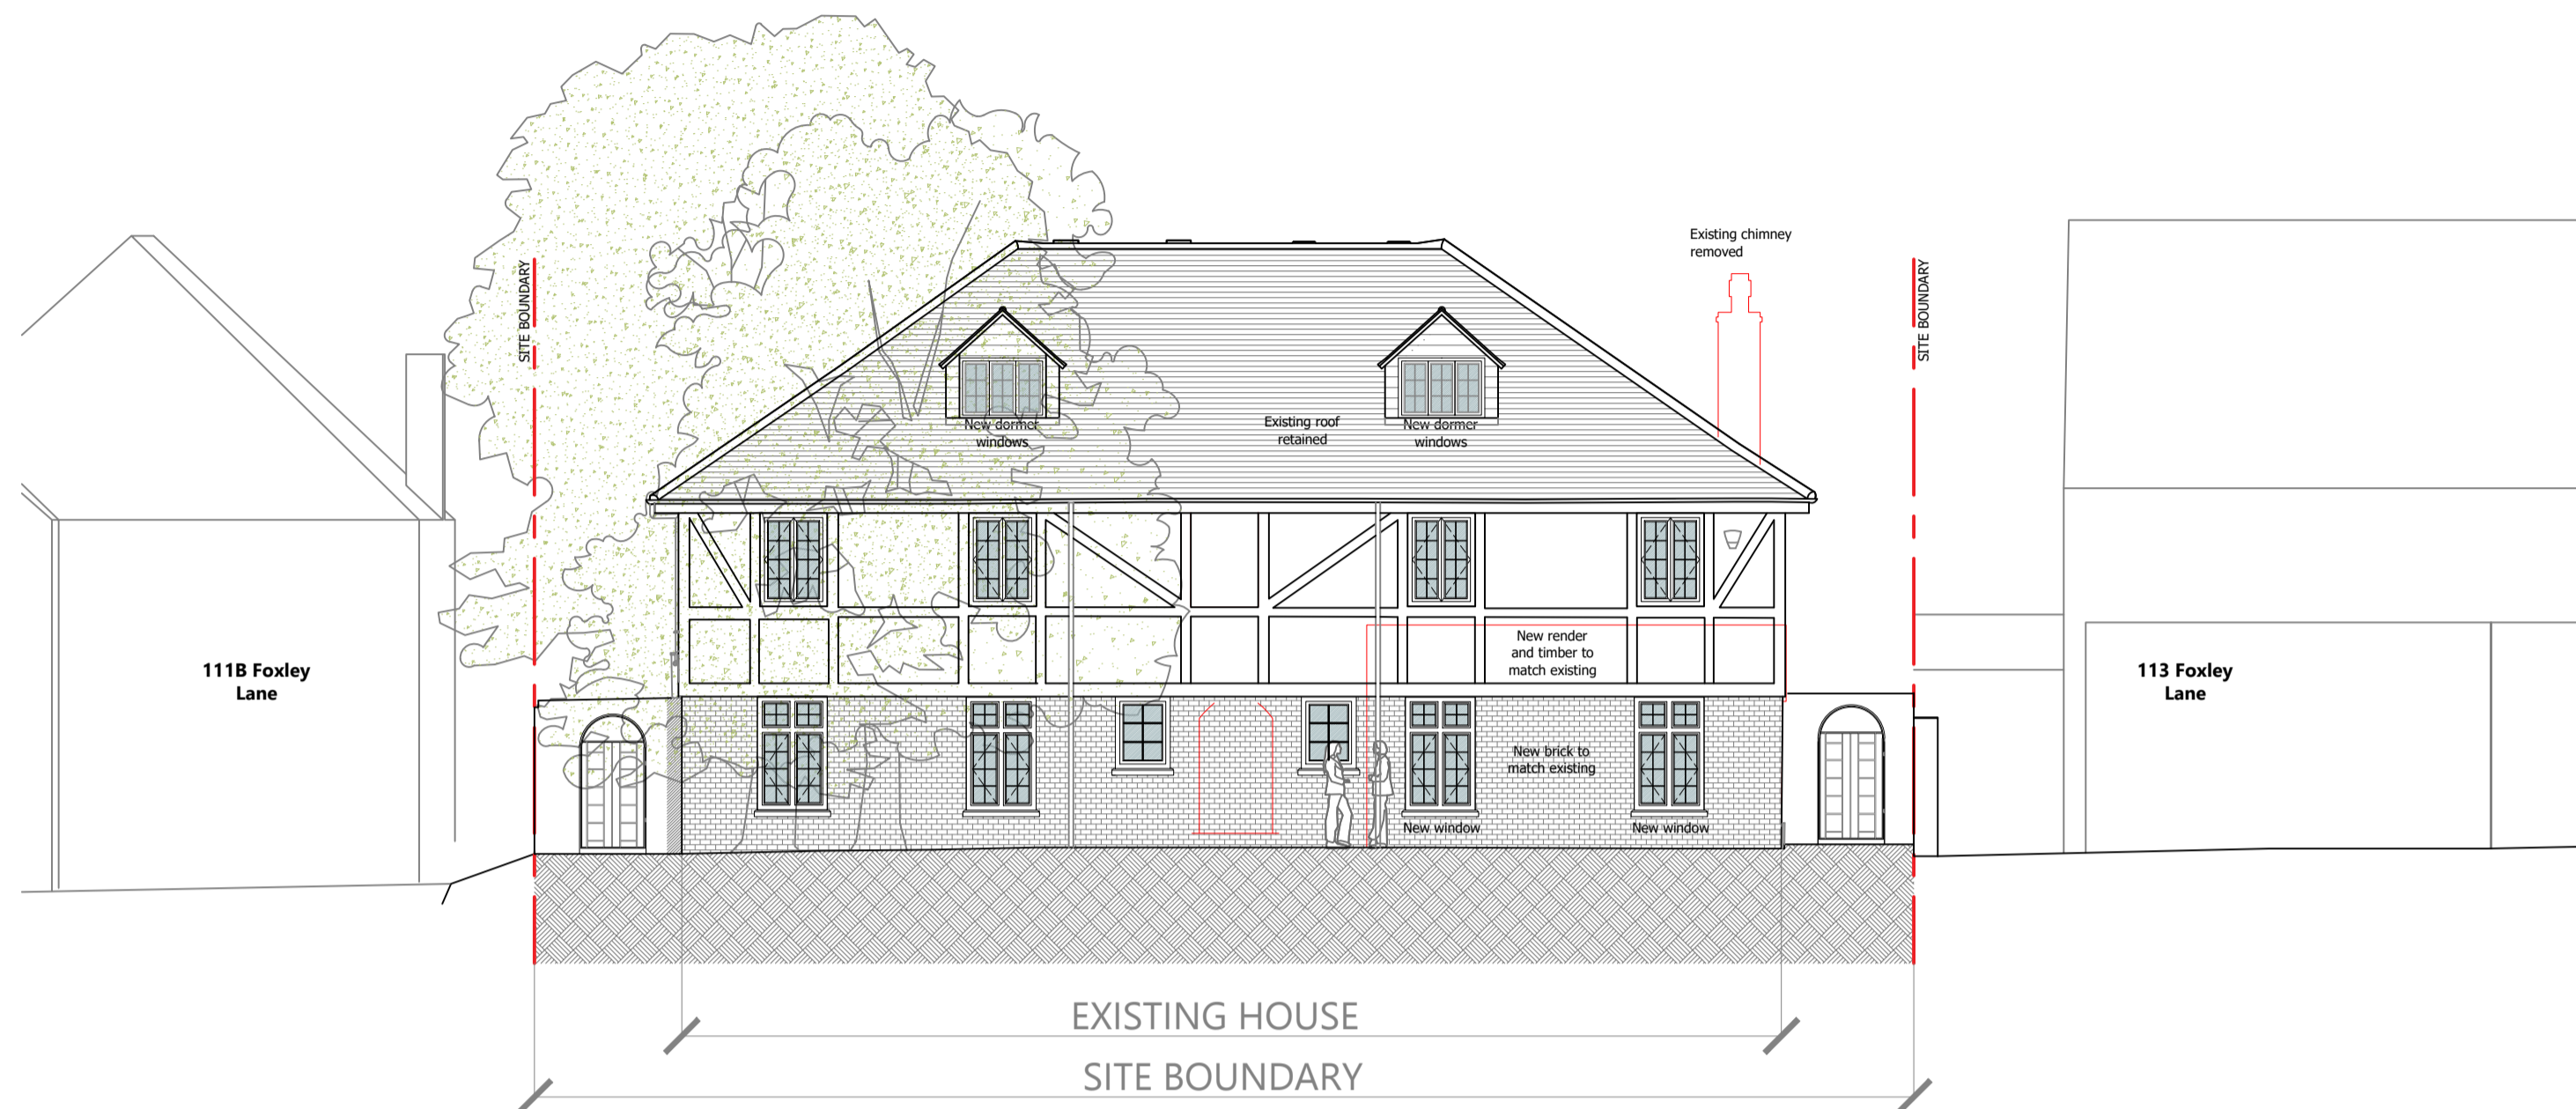 Existing chimney
removed
SITE BOUNDARY
SITE BOUNDARY
New dormer
windows
Existing roof
retained
New dormer
windows
111B Foxley
Lane
New render
and timber to
match existing
113 Foxley
Lane
New brick to
match existing
New window
New window
EXISTING HOUSE
SITE BOUNDARY